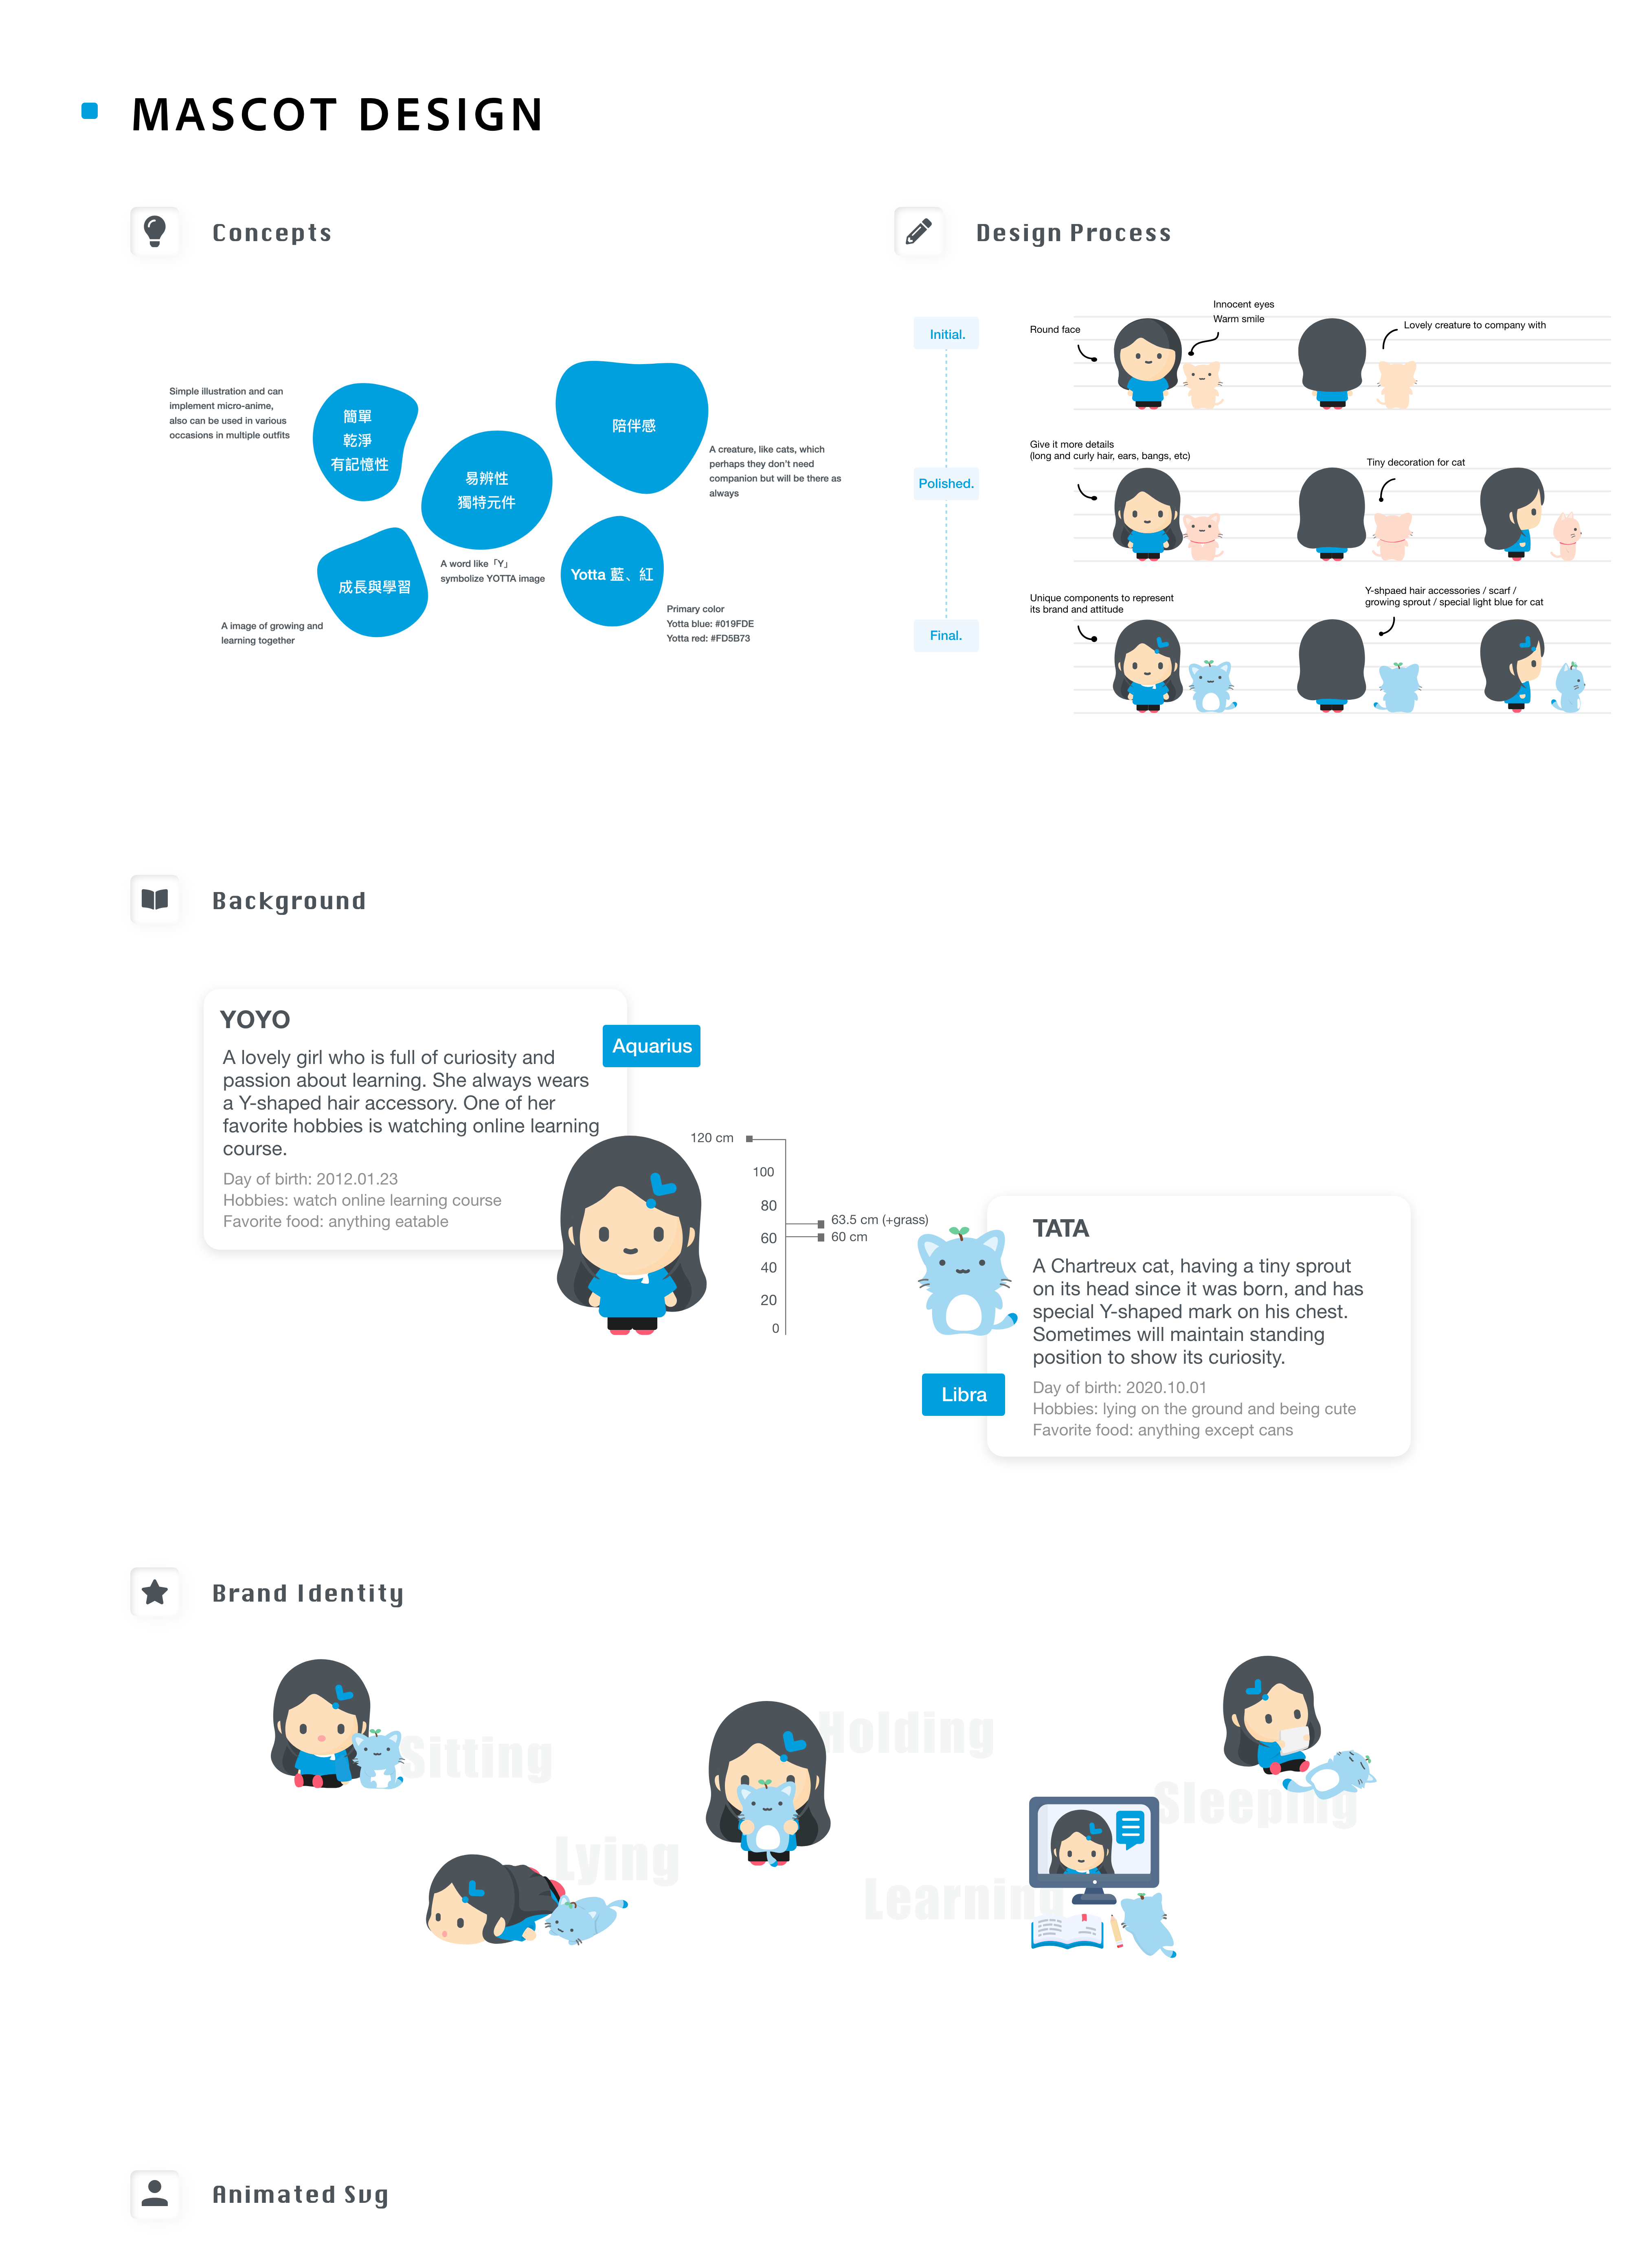 MASCOT DESIGN
Concepts
Simple illustration and can
implement micro-anime,
also can be used in various
occasions in multiple outfits
簡單
乾淨
有記憶性
易辨性
獨特元件
陪伴感
A creature, like cats, which
perhaps they don't need
companion but will be there as
always
成長與學習
A word like「Y」
symbolize YOTTA image
Yotta 藍、紅
A image of growing and
learning together
Primary color
Yotta blue: #019FDE
Yotta red: #FD5B73
Design Process
Initial.
Round face
Innocent eyes
Warm smile
Lovely creature to company with
Polished.
Give it more details
(long and curly hair, ears, bangs, etc)
Tiny decoration for cat
Final.
Unique components to represent
its brand and attitude
Y-shpaed hair accessories / scarf /
growing sprout / special light blue for cat
Background
YOYO
A lovely girl who is full of curiosity and
passion about learning. She always wears
a Y-shaped hair accessory. One of her
favorite hobbies is watching online learning
course.
Day of birth: 2012.01.23
Hobbies: watch online learning course
Favorite food: anything eatable
Aquarius
120 cm
100
80
63.5 cm (+grass)
60
60 cm
40
20
0
TATA
A Chartreux cat, having a tiny sprout
on its head since it was born, and has
special Y-shaped mark on his chest.
Sometimes will maintain standing
position to show its curiosity.
Day of birth: 2020.10.01
Hobbies: lying on the ground and being cute
Favorite food: anything except cans
Libra
Brand Identity
Sitting
Holding
Sleeping
Lying
Learning
Animated Svg